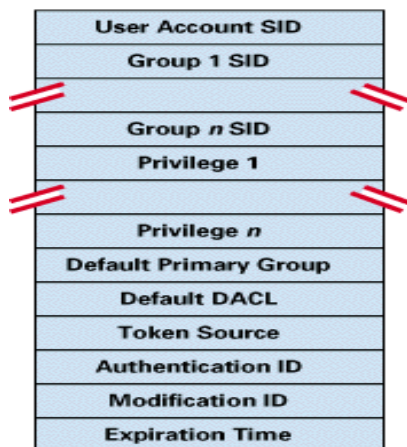 User Account SID
Group 1 SID
Group n SID
Privilege 1
Privilege n
Default Primary Group
Default DACL
Token Source
Authentication ID
Modification ID
Expiration Time